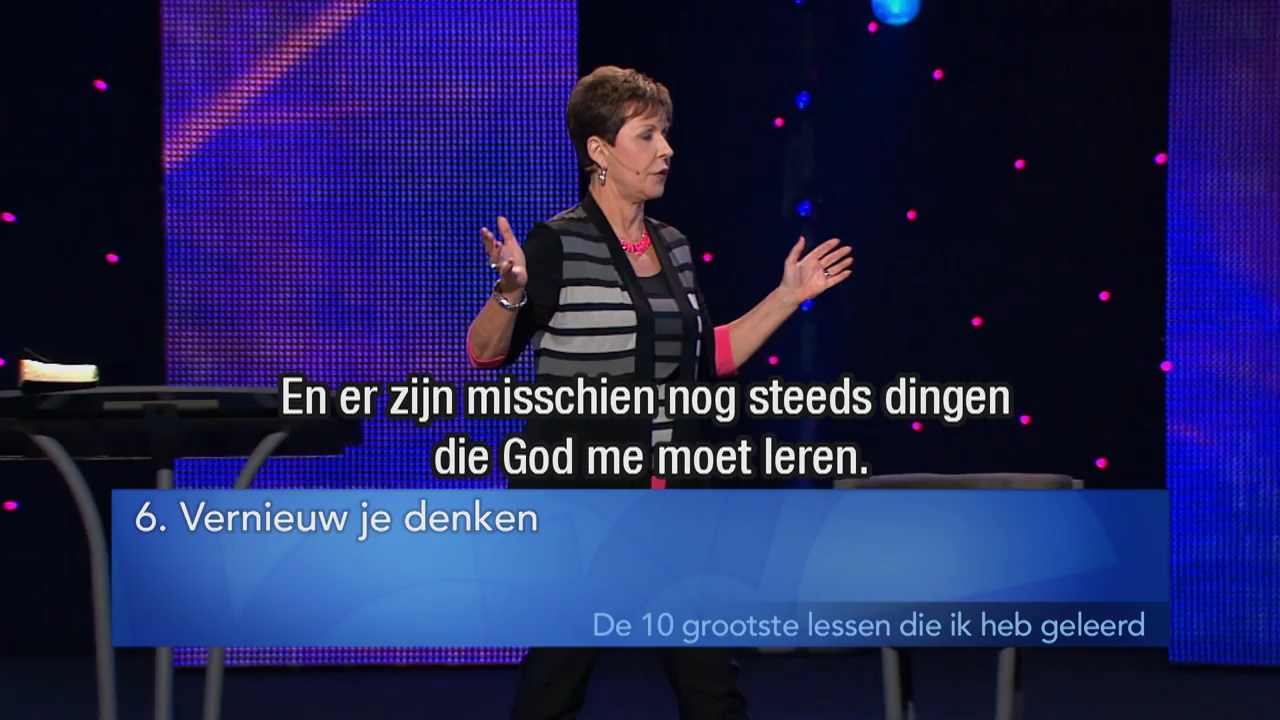 En er zijn misschien nog steeds dingen
die God me moet leren.
6. Vernieuw je denken
De 10 grootste lessen die ik heb geleerd